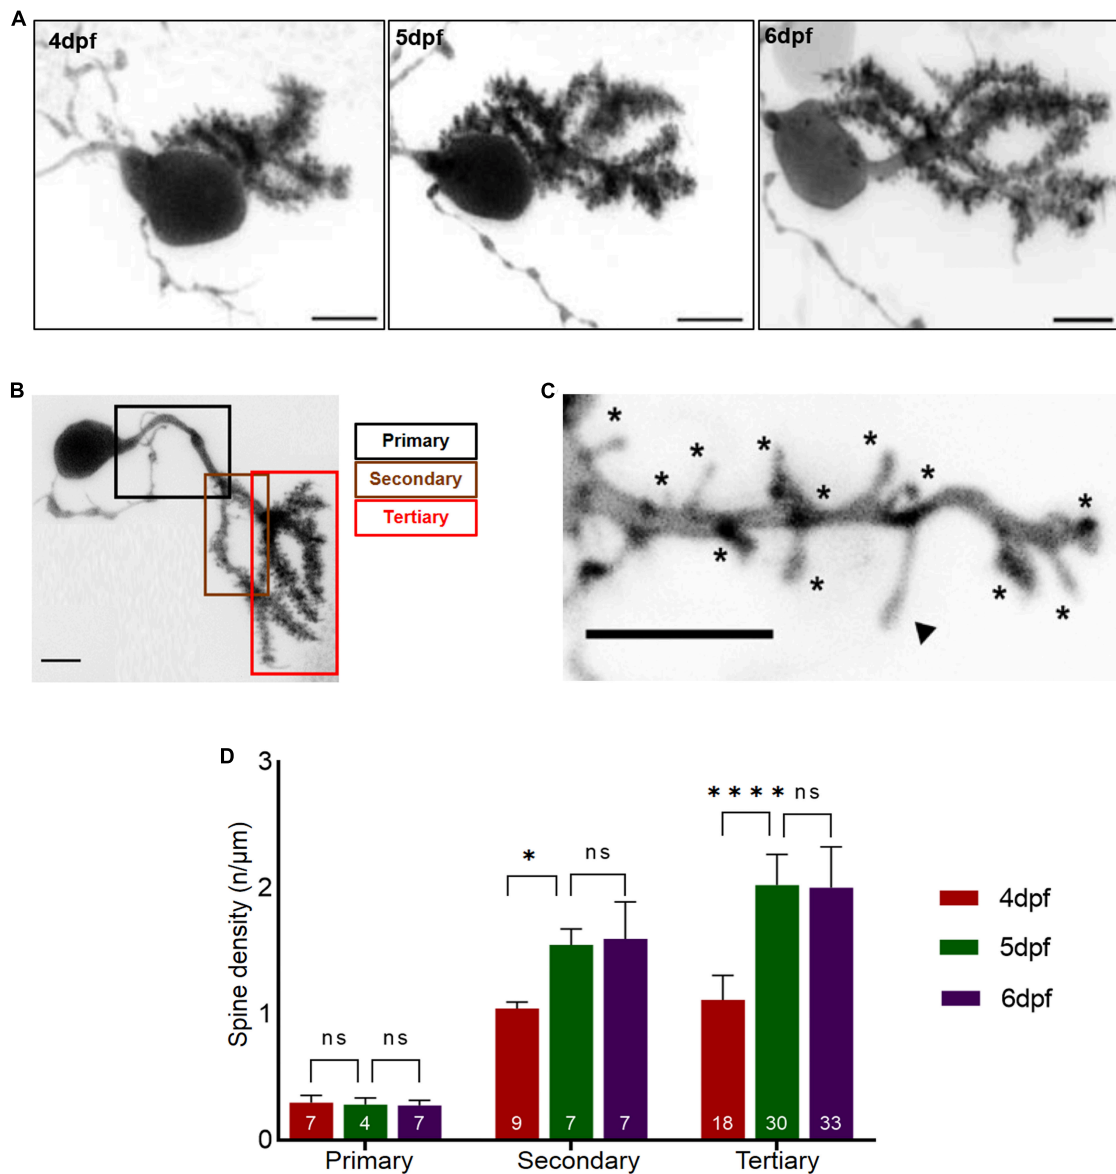 A
4dpf
5dpf
6dpf
B
Primary
Secondary
Tertiary
C
* * * * * * * * * * * *
D
Spine density (n/µm)
3
2
1
0
ns ns
* ns
* * * * ns
7 4 7
9 7 7
18 30 33
Primary Secondary Tertiary
4dpf
5dpf
6dpf